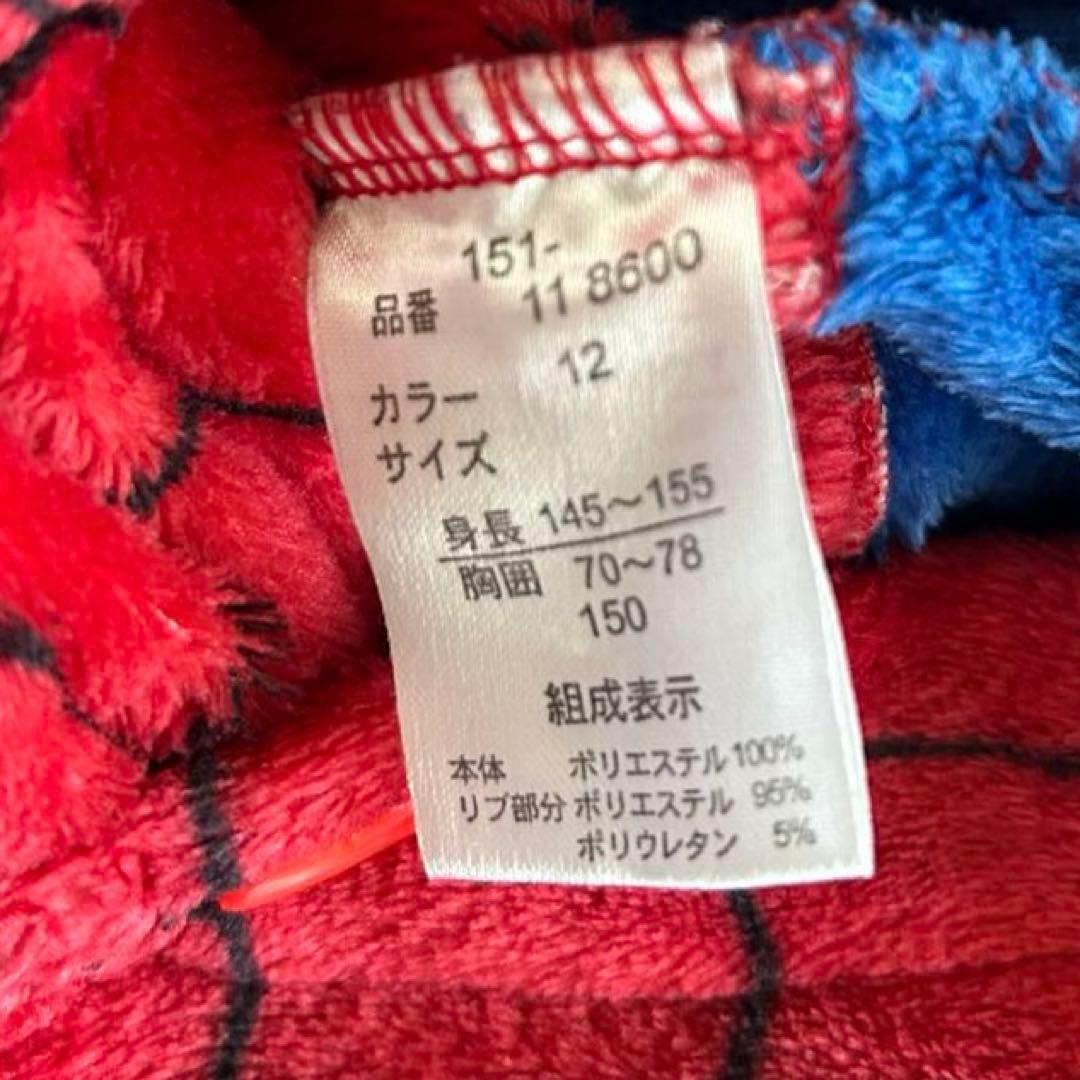 151-
品番 11 8600
カラー 12
サイズ
身長 145～155
胸囲 70～78
150
組成表示
本体 ポリエステル 100%
リブ部分 ポリエステル 95%
ポリウレタン 5%